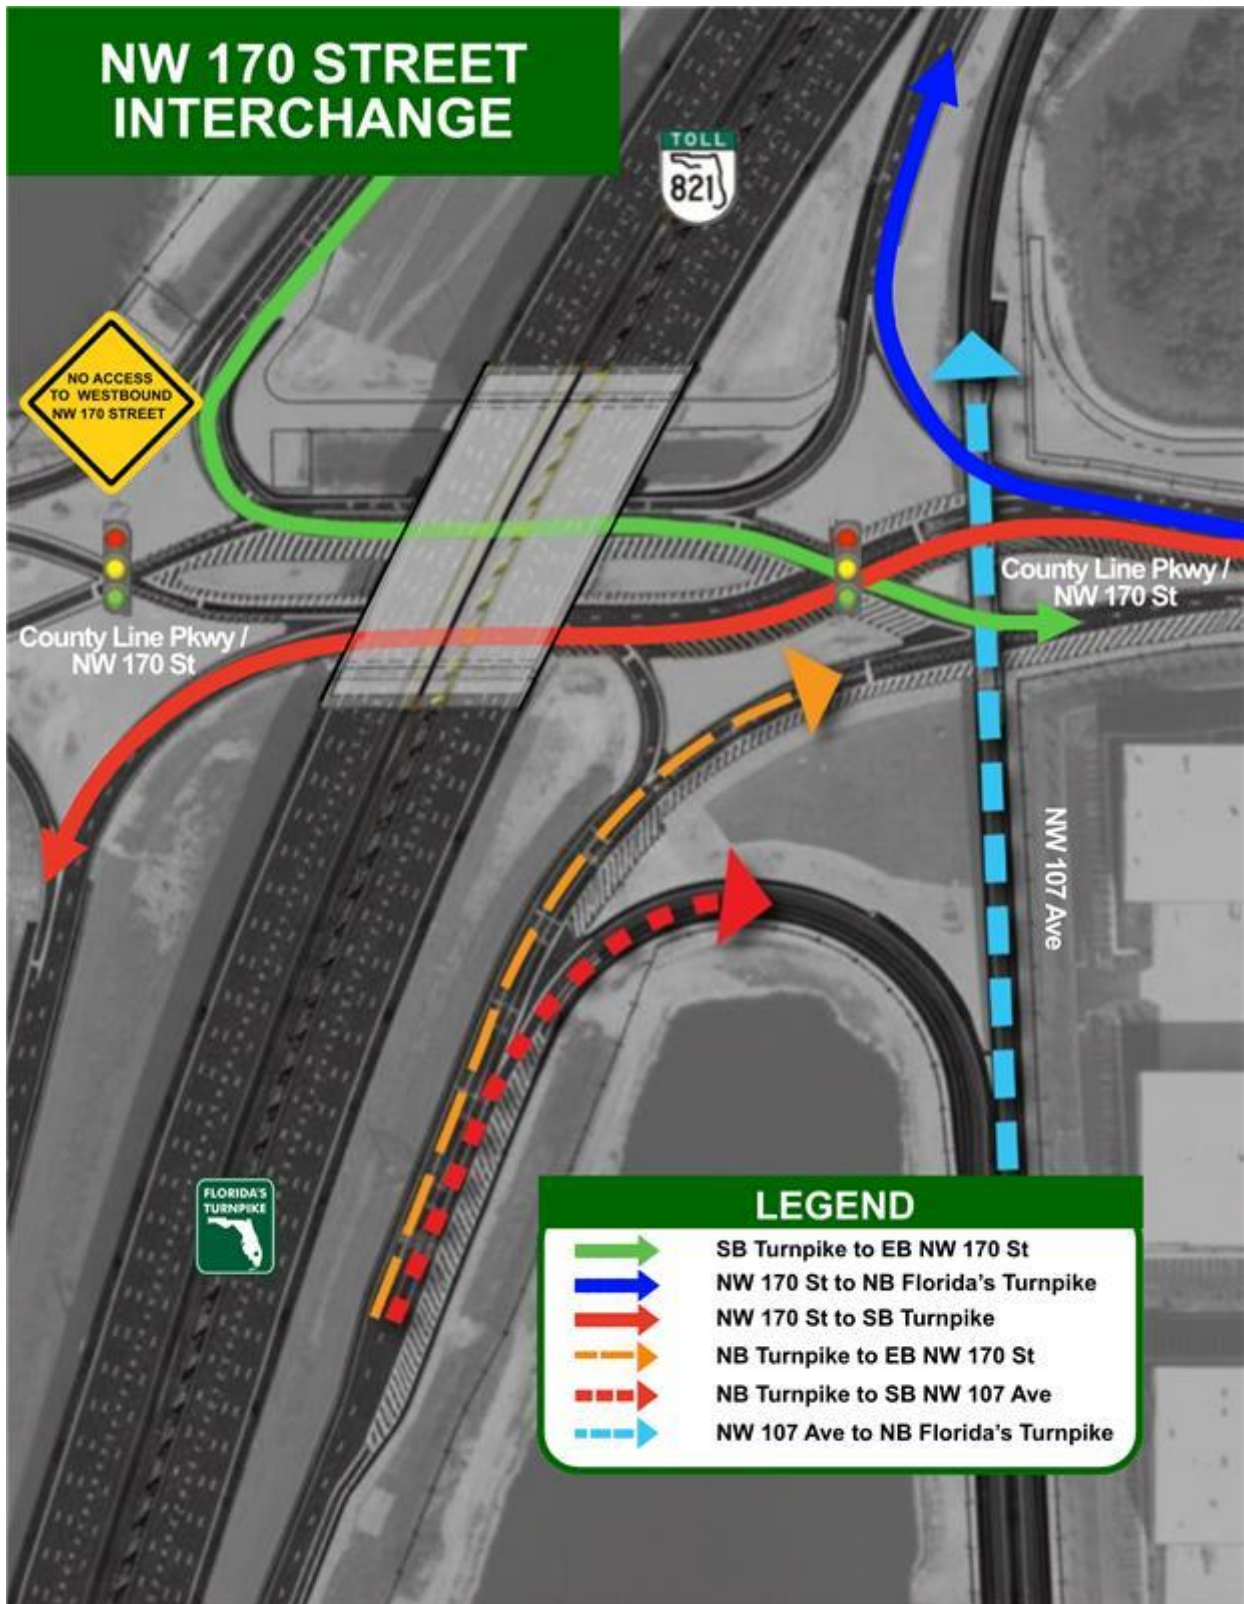 NW 170 STREET
INTERCHANGE
TOLL
821
NO ACCESS
TO WESTBOUND
NW 170 STREET
County Line Pkwy /
NW 170 St
County Line Pkwy /
NW 170 St
NW 107 Ave
FLORIDA'S
TURNPIKE
LEGEND
SB Turnpike to EB NW 170 St
NW 170 St to NB Florida's Turnpike
NW 170 St to SB Turnpike
NB Turnpike to EB NW 170 St
NB Turnpike to SB NW 107 Ave
NW 107 Ave to NB Florida's Turnpike